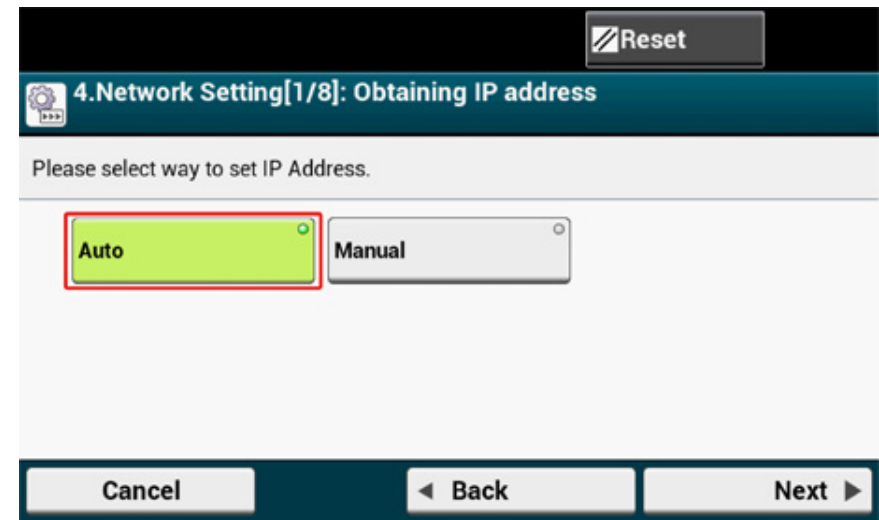 Reset
4.Network Setting[1/8]: Obtaining IP address
Please select way to set IP Address.
Auto
Manual
Cancel
Back
Next